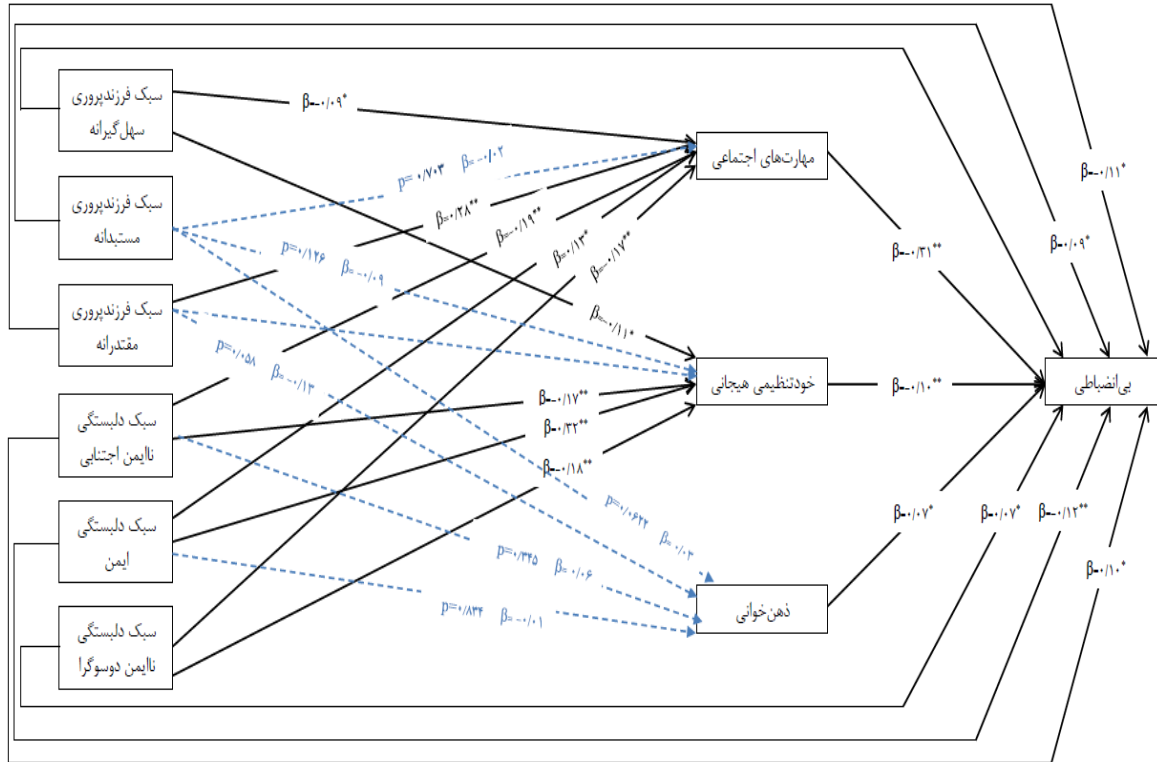 سبک فرزندپروری
سهل‌گیرانه
سبک فرزندپروری
مستبدانه
سبک فرزندپروری
مقتدرانه
سبک دلبستگی
ناایمن اجتنابی
سبک دلبستگی
ایمن
سبک دلبستگی
ناایمن دوسوگرا
مهارت‌های اجتماعی
خودتنظیمی هیجانی
ذهن‌خوانی
بی‌انضباطی
β=-۰/۰۹*
p=۰/۷۰۳ β=-۰/۰۲
β=۰/۲۸**
β=-۰/۱۹**
β=۰/۱۳*
β=-۰/۱۷**
p=۰/۱۲۶ β=-۰/۰۹
β=-۰/۱۱*
p=۰/۰۵۸ β=-۰/۱۳
β=-۰/۱۷**
β=۰/۳۲**
β=-۰/۱۸**
p=۰/۰۶۲۲ β=۰/۰۳
p=۰/۳۴۵ β=۰/۰۶
p=۰/۸۳۴ β=-۰/۰۱
β=-۰/۳۱**
β=-۰/۱۰**
β=۰/۰۷*
β=-۰/۱۱*
β=۰/۰۹*
β=۰/۰۷*
β=-۰/۱۲**
β=۰/۱۰*